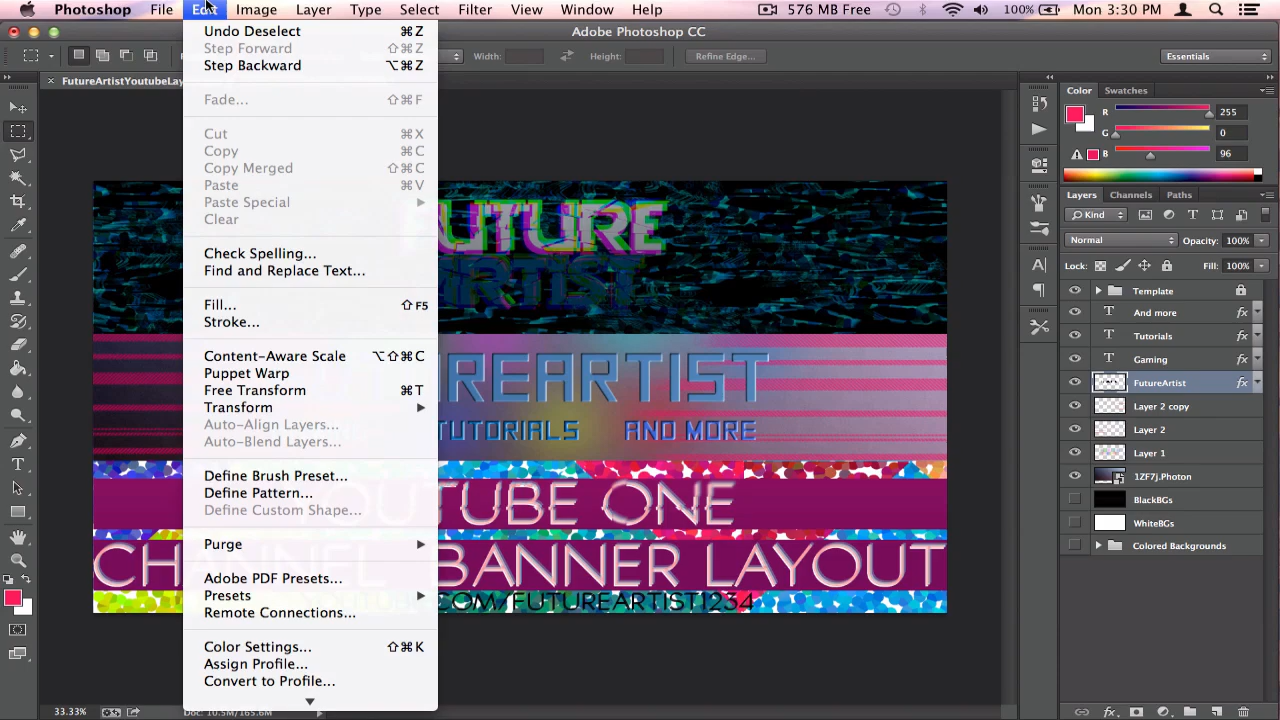 Photoshop File Edit Image Layer Type Select Filter View Window Help 576 MB Free 100% Mon 3:30 PM
Adobe Photoshop CC
Width: Height: Refine Edge... Essentials
FutureArtistYoutubeLay
Undo Deselect ⌘Z
Step Forward ⇧⌘Z
Step Backward ⌥⌘Z
Fade... ⇧⌘F
Cut ⌘X
Copy ⌘C
Copy Merged ⇧⌘C
Paste ⌘V
Paste Special
Clear
Check Spelling...
Find and Replace Text...
Fill... ⇧F5
Stroke...
Content-Aware Scale ⌥⇧⌘C
Puppet Warp
Free Transform ⌘T
Transform
Auto-Align Layers...
Auto-Blend Layers...
Define Brush Preset...
Define Pattern...
Define Custom Shape...
Purge
Adobe PDF Presets...
Presets
Remote Connections...
Color Settings... ⇧⌘K
Assign Profile...
Convert to Profile...
FUTURE
ARTIST
REARTIST
TUTORIALS AND MORE
YOUTUBE ONE
CHANNEL BANNER LAYOUT
.COM/FUTUREARTIST1234
Color Swatches
R 255
G 0
B 96
Layers Channels Paths
Kind
Normal Opacity: 100%
Lock: Fill: 100%
Template
And more fx
Tutorials fx
Gaming fx
FutureArtist fx
Layer 2 copy
Layer 2
Layer 1
1ZF7j.Photon
BlackBGs
WhiteBGs
Colored Backgrounds
33.33% Doc: 10.5M/165.6M